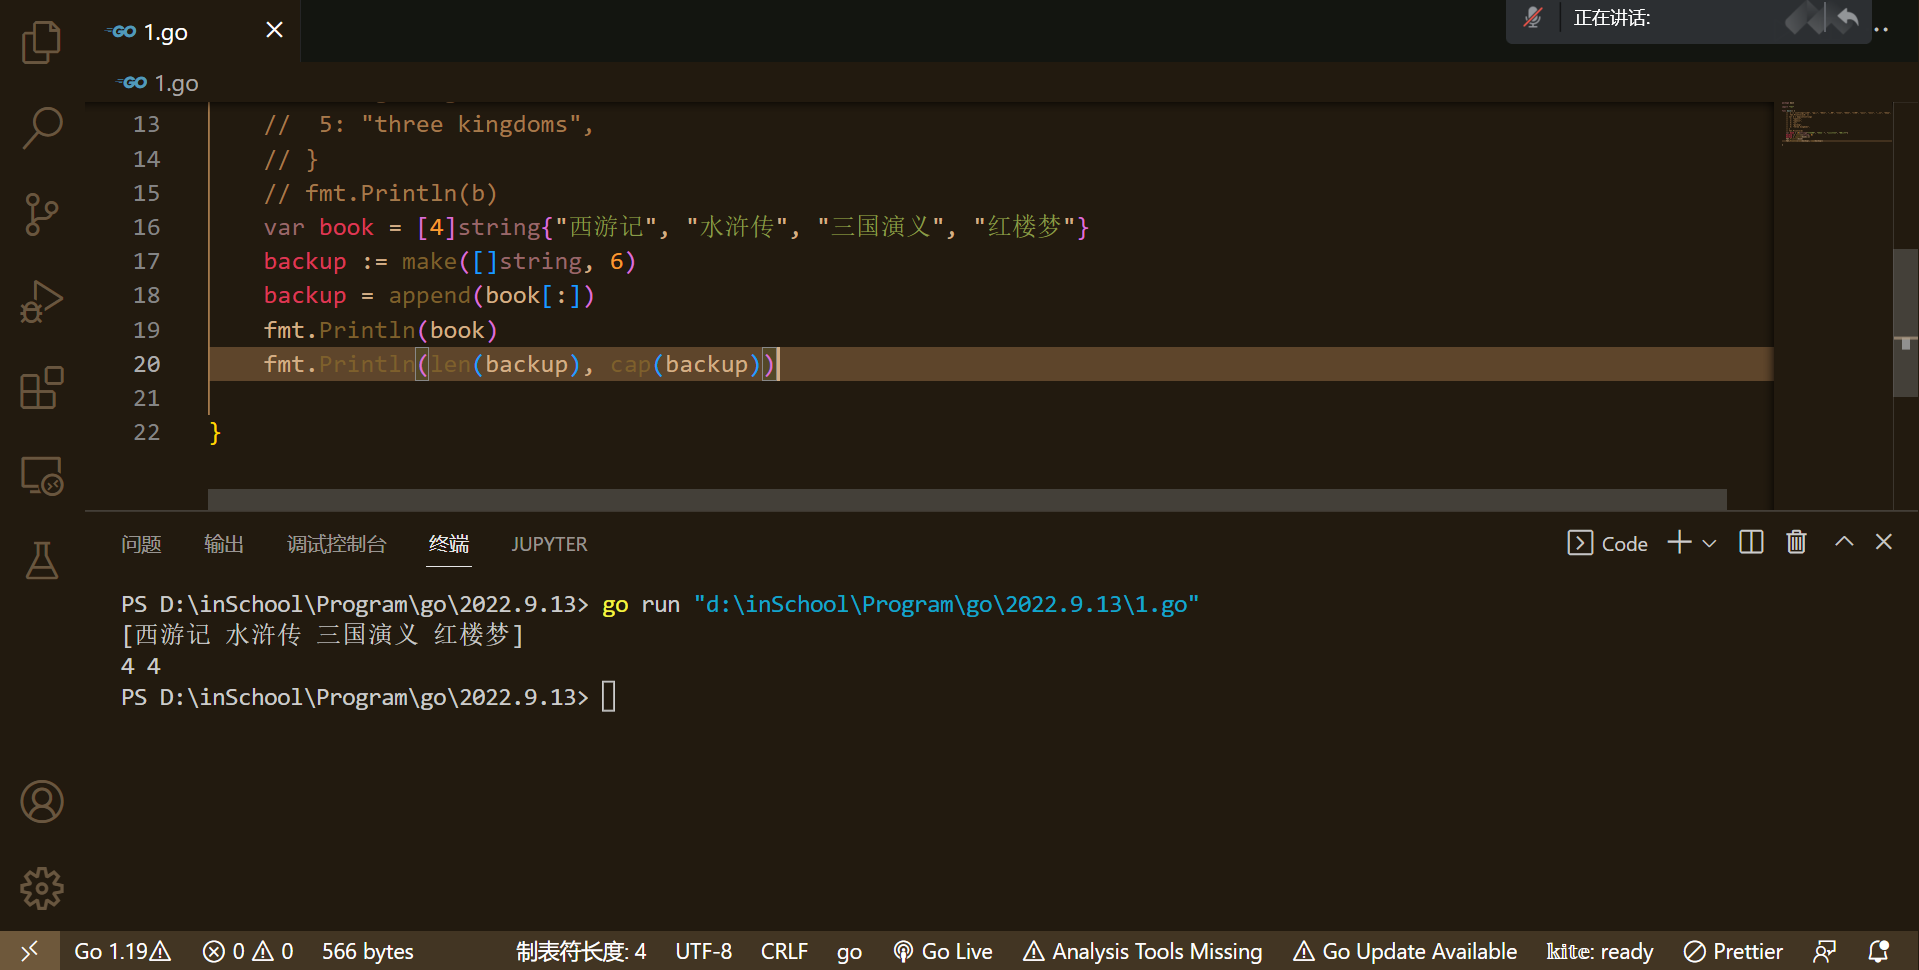 1.go
正在讲话:
1.go
13 //  5: "three kingdoms",
14 // }
15 // fmt.Println(b)
16 var book = [4]string{"西游记", "水浒传", "三国演义", "红楼梦"}
17 backup := make([]string, 6)
18 backup = append(book[:])
19 fmt.Println(book)
20 fmt.Println(len(backup), cap(backup))
21
22 }
问题 输出 调试控制台 终端 JUPYTER Code
PS D:\inSchool\Program\go\2022.9.13> go run "d:\inSchool\Program\go\2022.9.13\1.go"
[西游记 水浒传 三国演义 红楼梦]
4 4
PS D:\inSchool\Program\go\2022.9.13>
Go 1.19 0 0 566 bytes 制表符长度: 4 UTF-8 CRLF go Go Live Analysis Tools Missing Go Update Available kite: ready Prettier